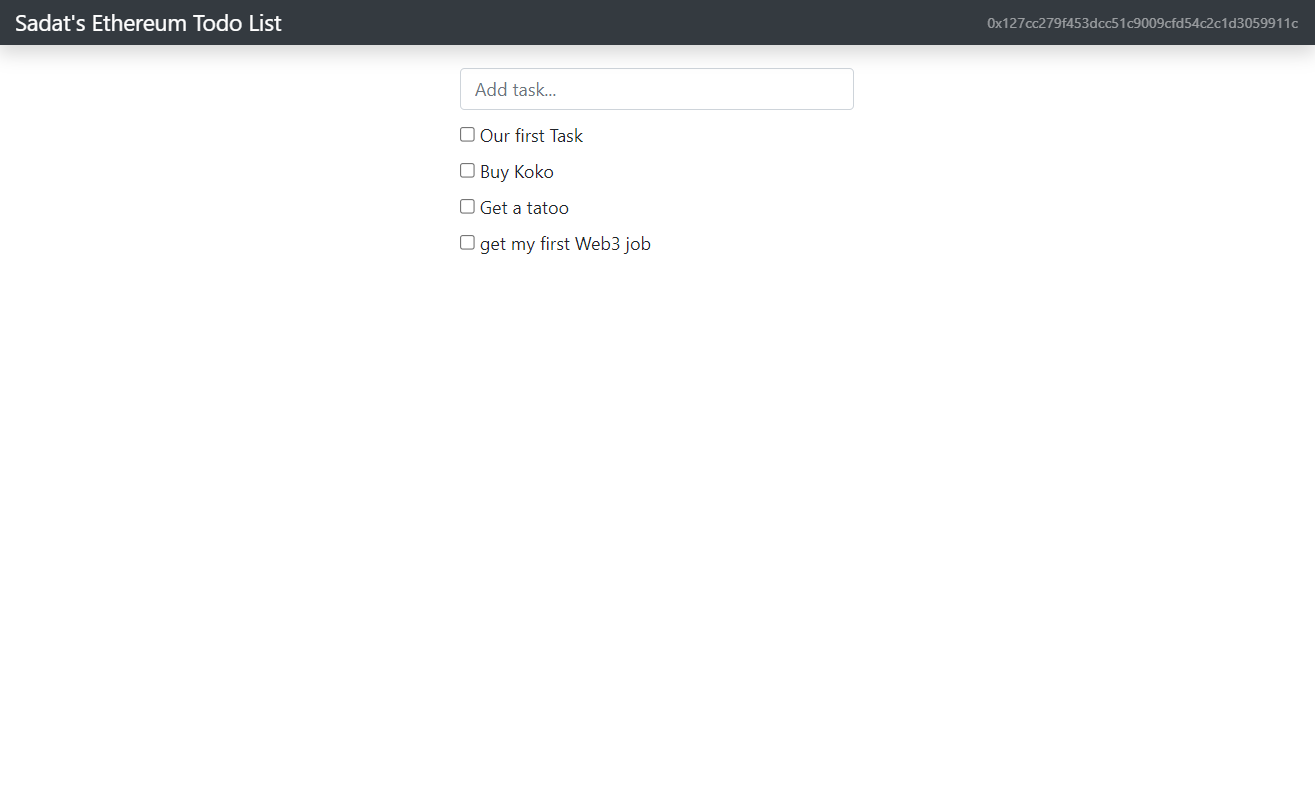 Sadat's Ethereum Todo List
0x127cc279f453dcc51c9009cfd54c2c1d3059911c
Add task...
Our first Task
Buy Koko
Get a tatoo
get my first Web3 job